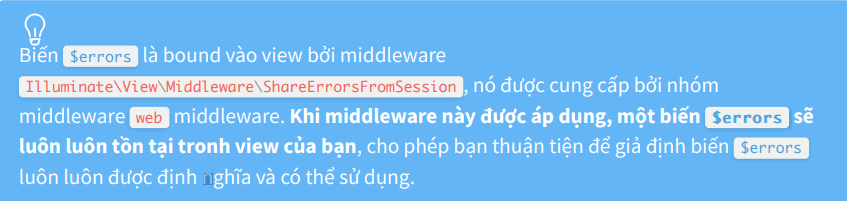 Biến $errors là bound vào view bởi middleware
Illuminate\View\Middleware\ShareErrorsFromSession, nó được cung cấp bởi nhóm
middleware web middleware. Khi middleware này được áp dụng, một biến $errors sẽ
luôn luôn tồn tại tronh view của bạn, cho phép bạn thuận tiện để giả định biến $errors
luôn luôn được định nghĩa và có thể sử dụng.